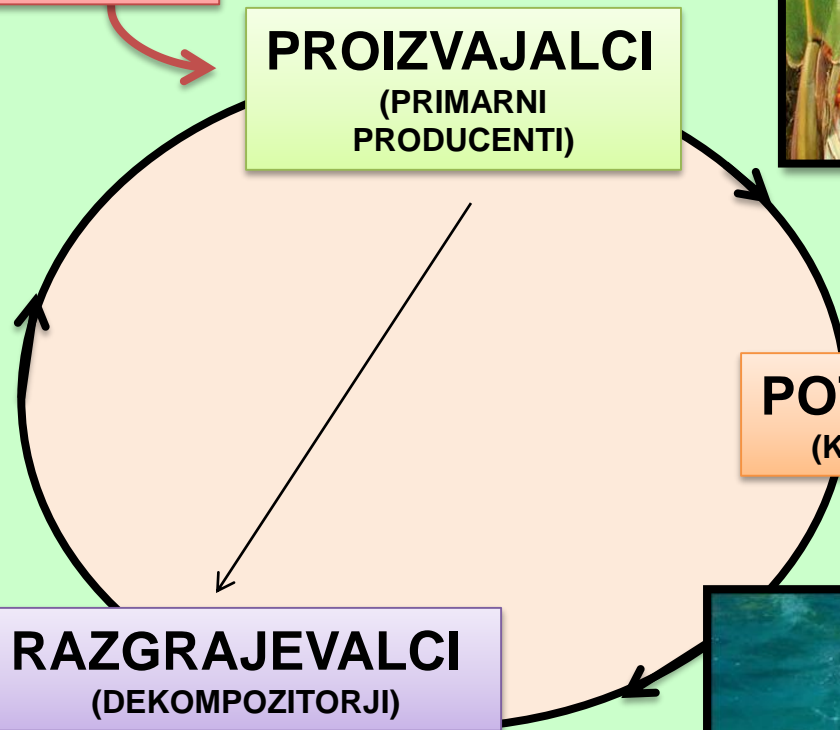 PROIZVAJALCI
(PRIMARNI
PRODUCENTI)
RAZGRAJEVALCI
(DEKOMPOZITORJI)